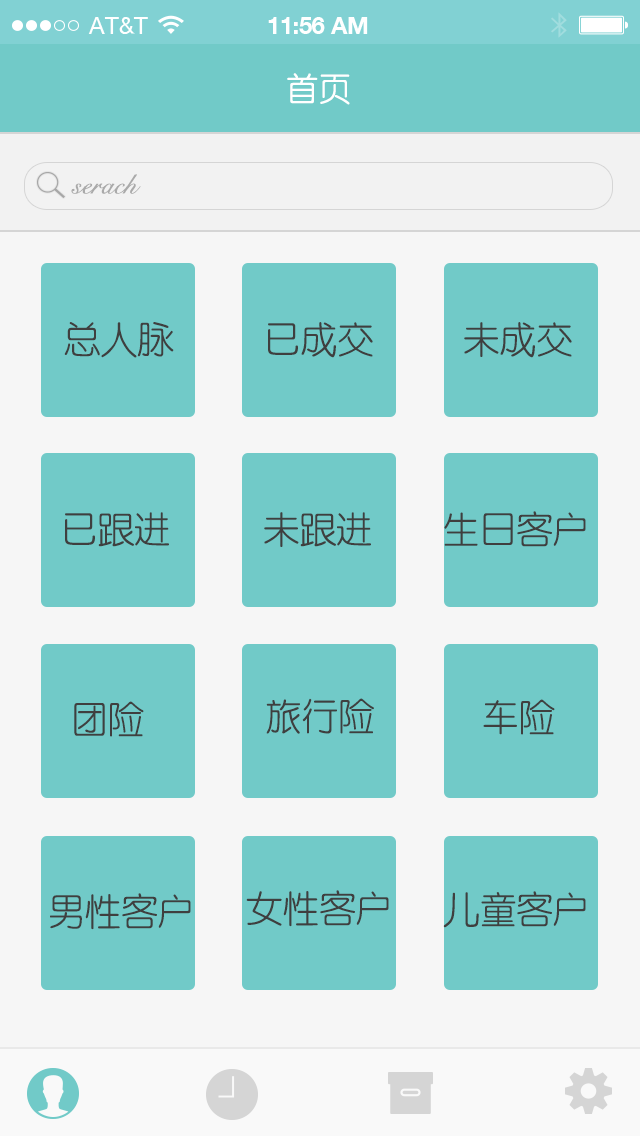 AT&T 11:56 AM
首页
serach
总人脉 已成交 未成交
已跟进 未跟进 生日客户
团险 旅行险 车险
男性客户 女性客户 儿童客户